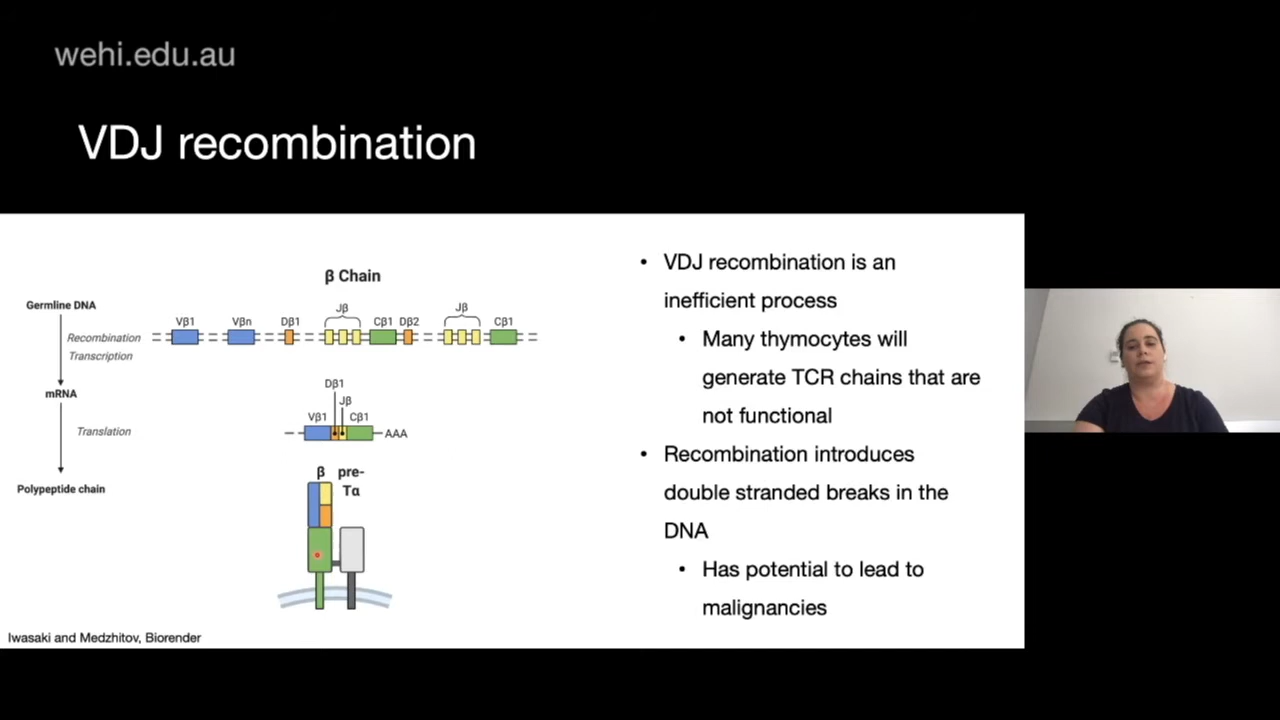 wehi.edu.au
VDJ recombination
β Chain
Germline DNA
Vβ1 Vβn Dβ1 Jβ Cβ1 Dβ2 Jβ Cβ1
Recombination
Transcription
mRNA
Dβ1
Jβ
Vβ1 Cβ1
AAA
Translation
β pre-
Tα
Polypeptide chain
Iwasaki and Medzhitov, Biorender
• VDJ recombination is an
inefficient process
• Many thymocytes will
generate TCR chains that are
not functional
• Recombination introduces
double stranded breaks in the
DNA
• Has potential to lead to
malignancies